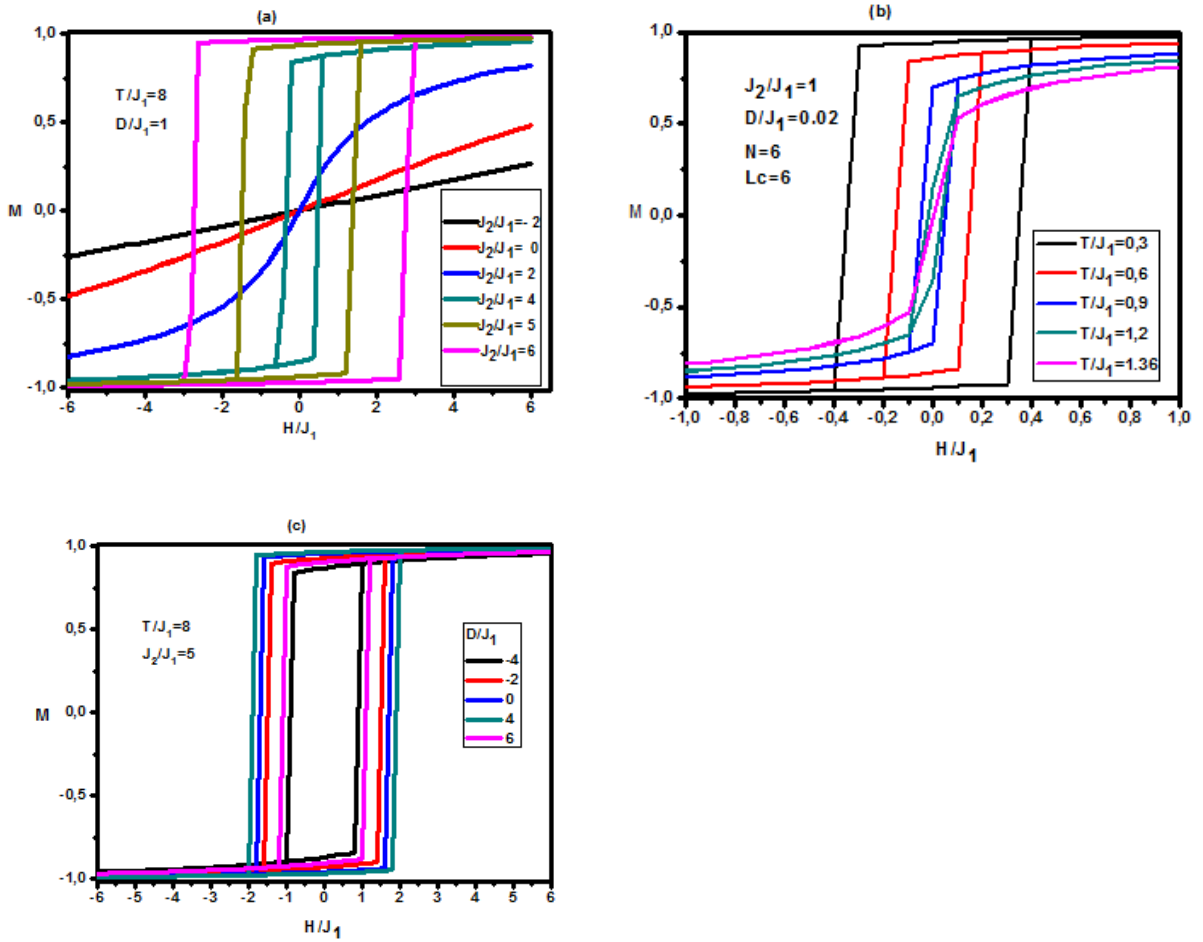 (a)
1,0
0,5
0,0
-0,5
-1,0
M
T/J1=8
D/J1=1
J2/J1=- 2
J2/J1= 0
J2/J1= 2
J2/J1= 4
J2/J1= 5
J2/J1=6
-6 -4 -2 0 2 4 6
H/J1
(b)
1,0
0,5
0,0
-0,5
-1,0
M
J2/J1=1
D/J1=0.02
N=6
Lc=6
T/J1=0,3
T/J1=0,6
T/J1=0,9
T/J1=1,2
T/J1=1.36
-1,0 -0,8 -0,6 -0,4 -0,2 0,0 0,2 0,4 0,6 0,8 1,0
H/J1
(c)
1,0
0,5
0,0
-0,5
-1,0
M
T/J1=8
J2/J1=5
D/J1
-4
-2
0
4
6
-6 -5 -4 -3 -2 -1 0 1 2 3 4 5 6
H/J1